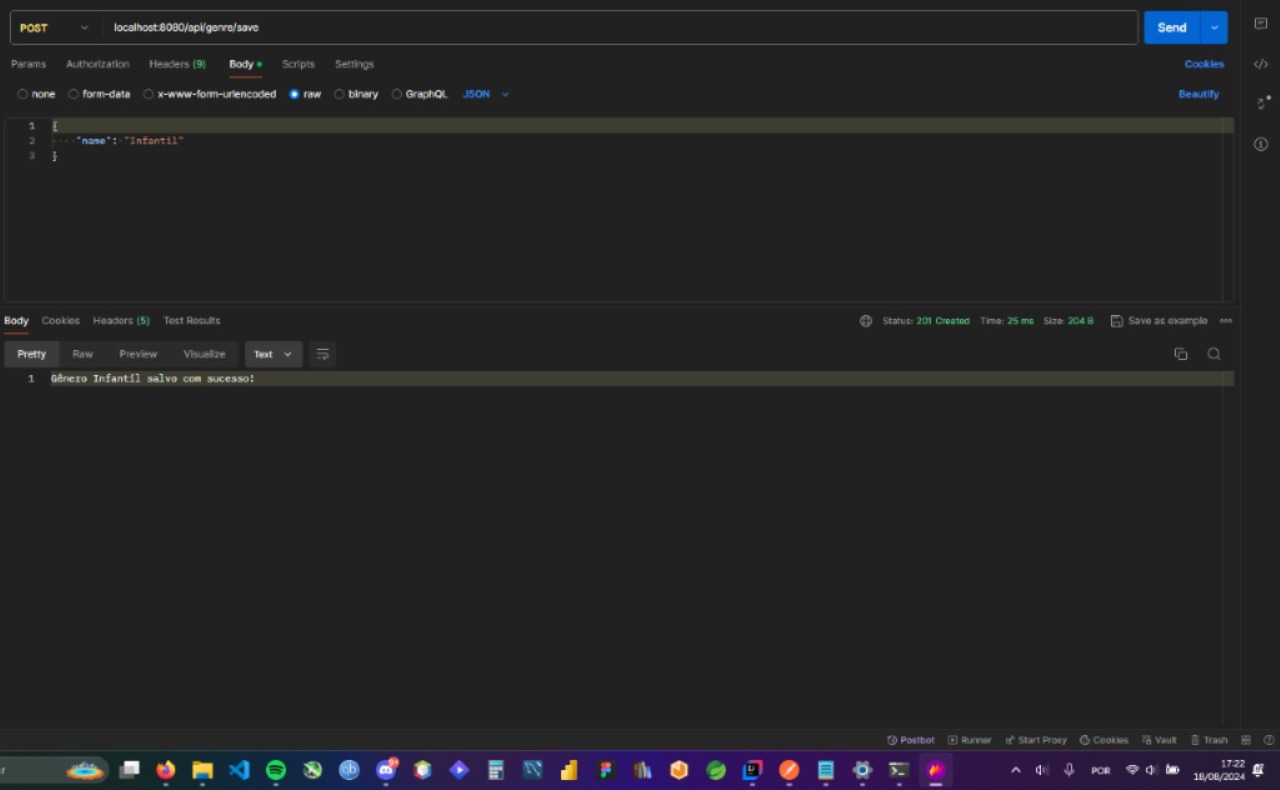 POST localhost:8080/api/genre/save Send
Params Authorization Headers (9) Body Scripts Settings Cookies
none form-data x-www-form-urlencoded raw binary GraphQL JSON Beautify
1 {
2 "name": "Infantil"
3 }
Body Cookies Headers (5) Test Results Status: 201 Created Time: 25 ms Size: 204 B Save as example
Pretty Raw Preview Visualize Text
1 Gênero Infantil salvo com sucesso!
Postbot Runner Start Proxy Cookies Vault Trash
POR 17:22
18/08/2024